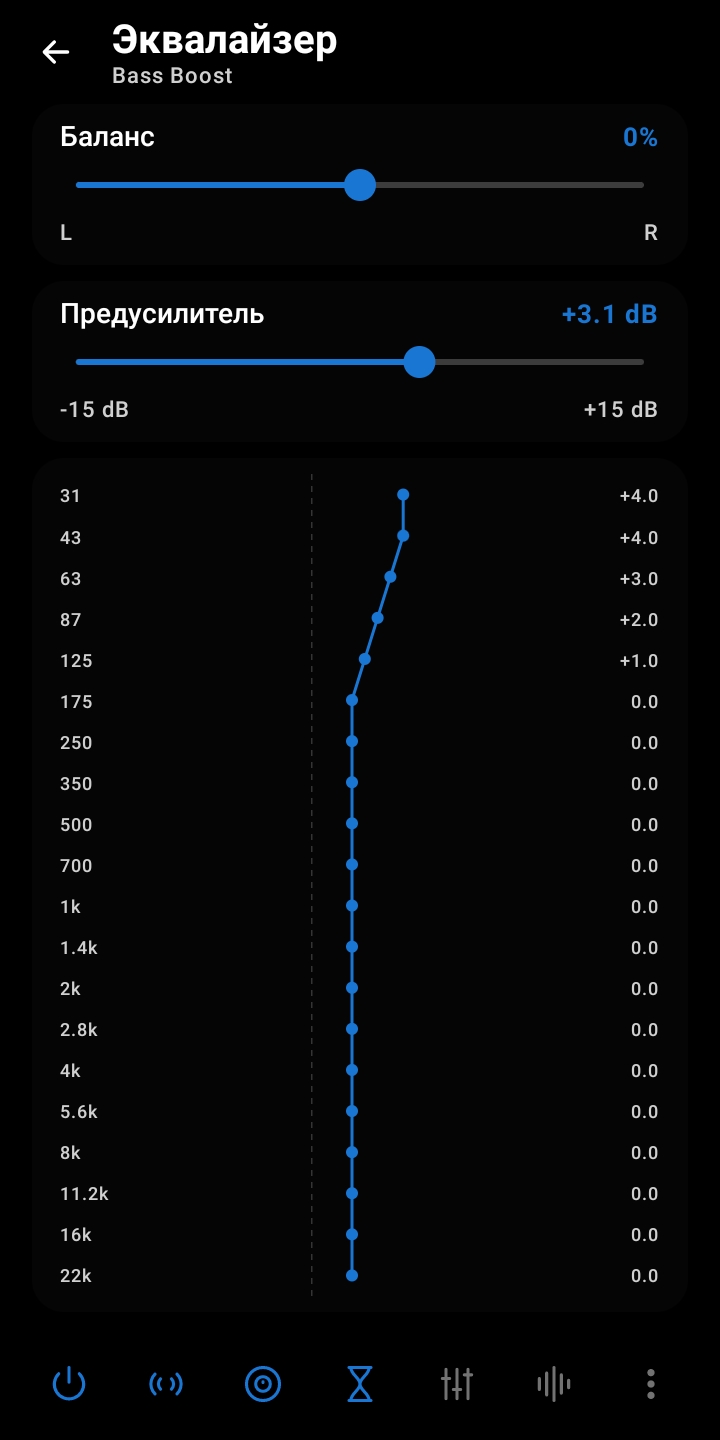 Эквалайзер
Bass Boost
Баланс 0%
L R
Предусилитель +3.1 dB
-15 dB +15 dB
31 +4.0
43 +4.0
63 +3.0
87 +2.0
125 +1.0
175 0.0
250 0.0
350 0.0
500 0.0
700 0.0
1k 0.0
1.4k 0.0
2k 0.0
2.8k 0.0
4k 0.0
5.6k 0.0
8k 0.0
11.2k 0.0
16k 0.0
22k 0.0